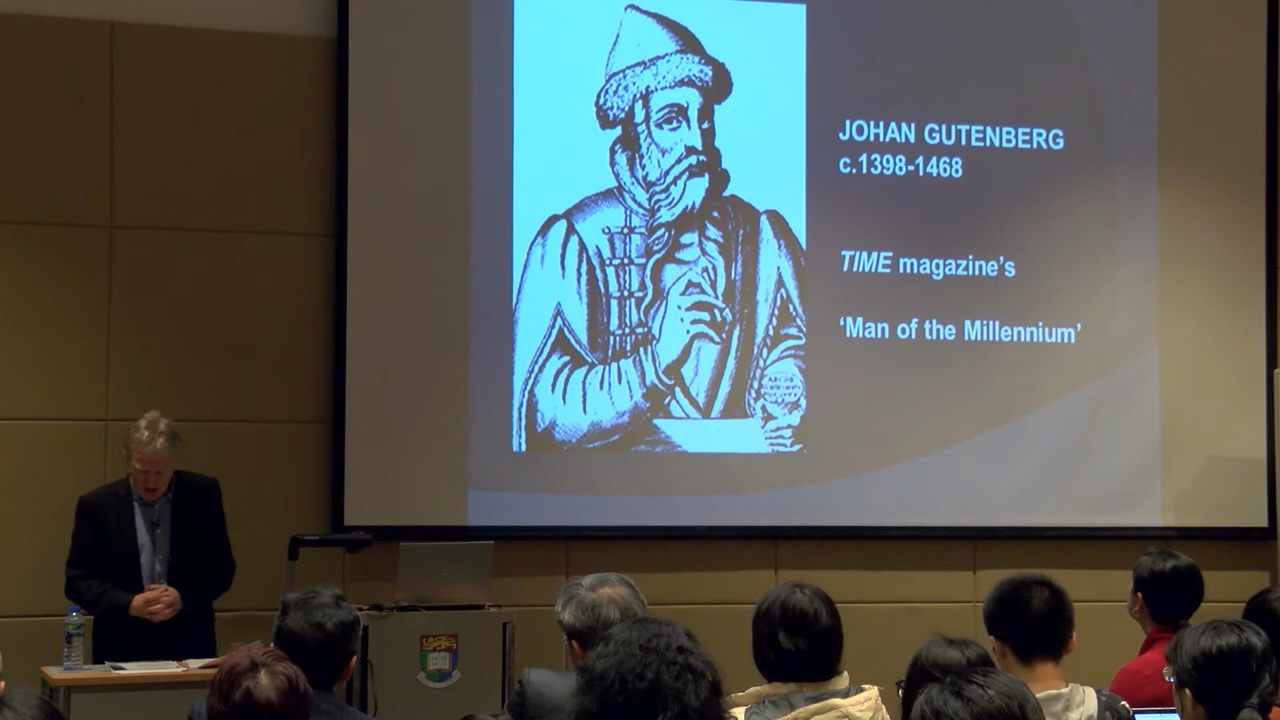 JOHAN GUTENBERG
c.1398-1468
TIME magazine’s
‘Man of the Millennium’